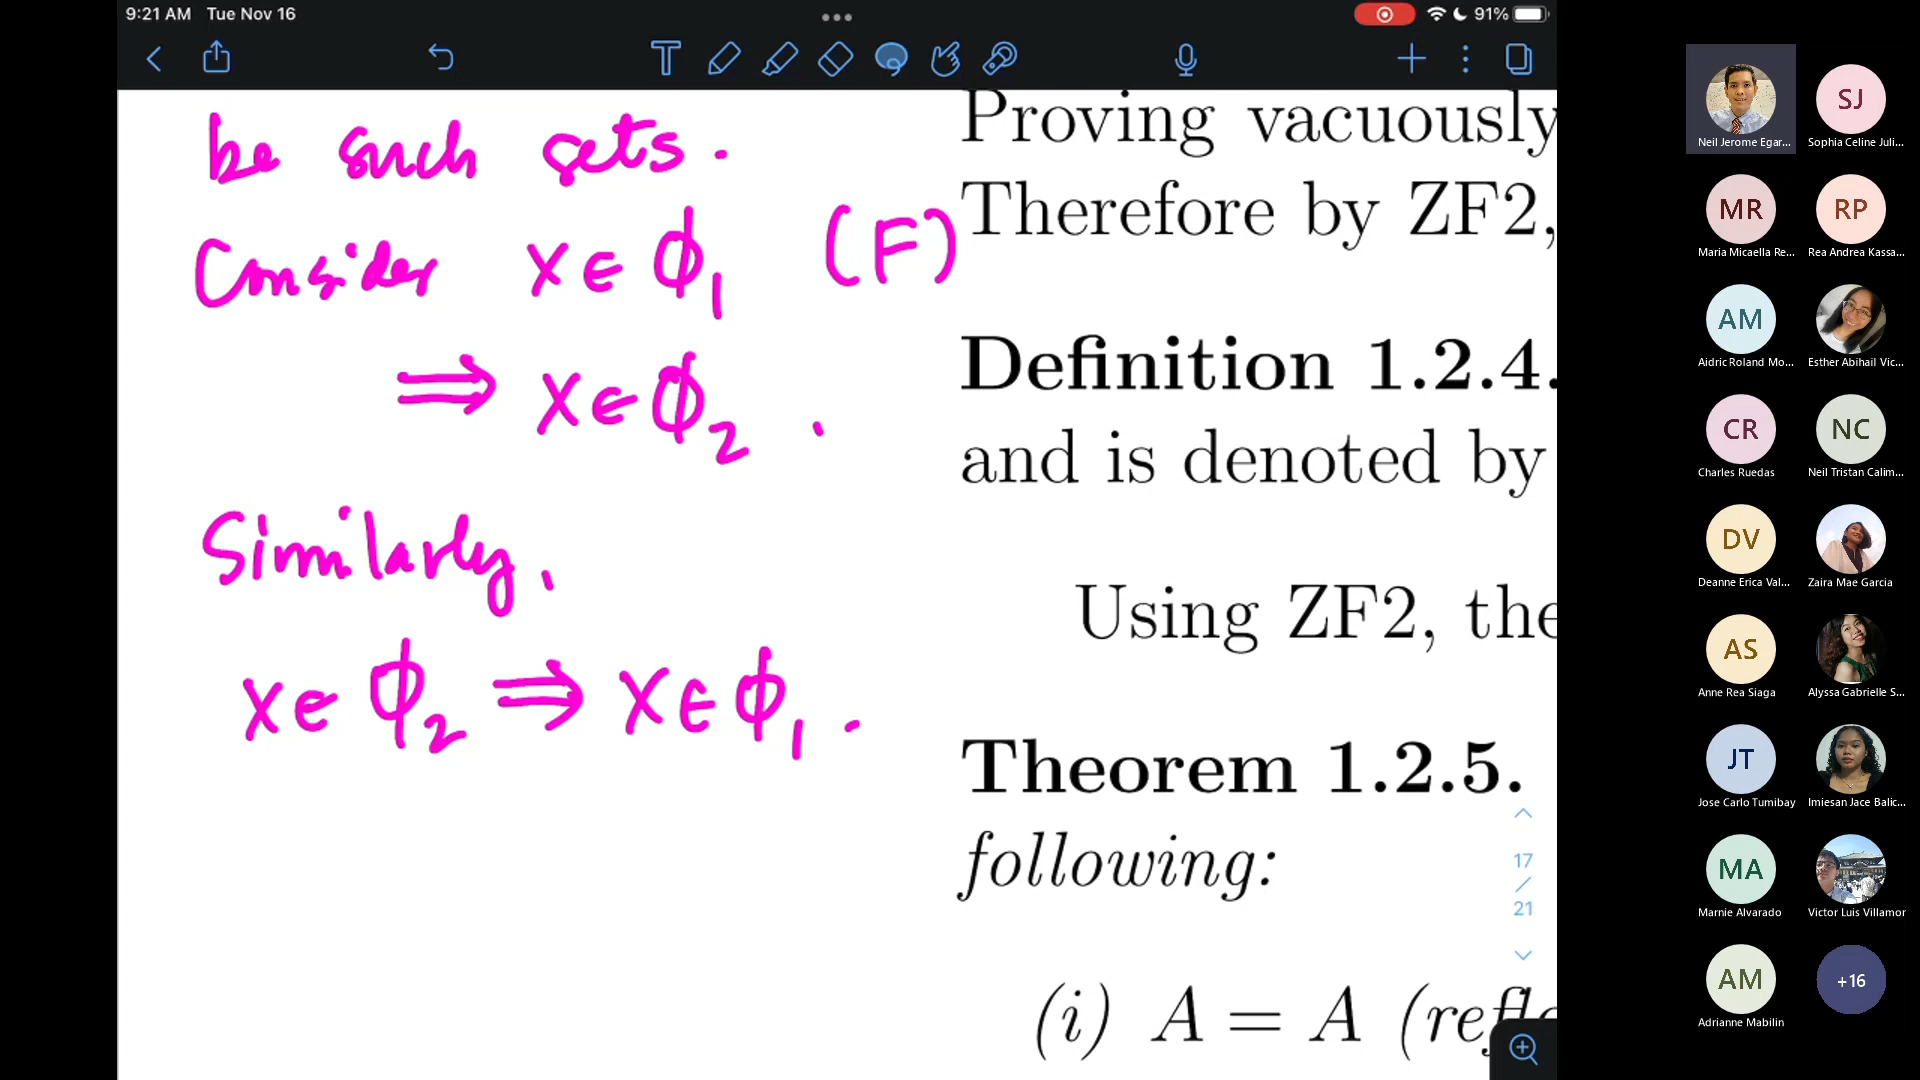 9:21 AM Tue Nov 16
91%
be such sets.
Consider x ∈ ϕ₁ (F)
⟹ x ∈ ϕ₂ .
Similarly,
x ∈ ϕ₂ ⟹ x ∈ ϕ₁ .
Proving vacuously
Therefore by ZF2,
Definition 1.2.4.
and is denoted by
Using ZF2, the
Theorem 1.2.5.
following:
(i) A = A (refle
17
/
21
Neil Jerome Egar...
SJ
Sophia Celine Juli...
MR
Maria Micaella Re...
RP
Rea Andrea Kassa...
AM
Aidric Roland Mo...
Esther Abihail Vic...
CR
Charles Ruedas
NC
Neil Tristan Calim...
DV
Deanne Erica Val...
Zaira Mae Garcia
AS
Anne Rea Siaga
Alyssa Gabrielle S...
JT
Jose Carlo Tumibay
Imiesan Jace Balic...
MA
Marnie Alvarado
Victor Luis Villamor
AM
Adrianne Mabilin
+16